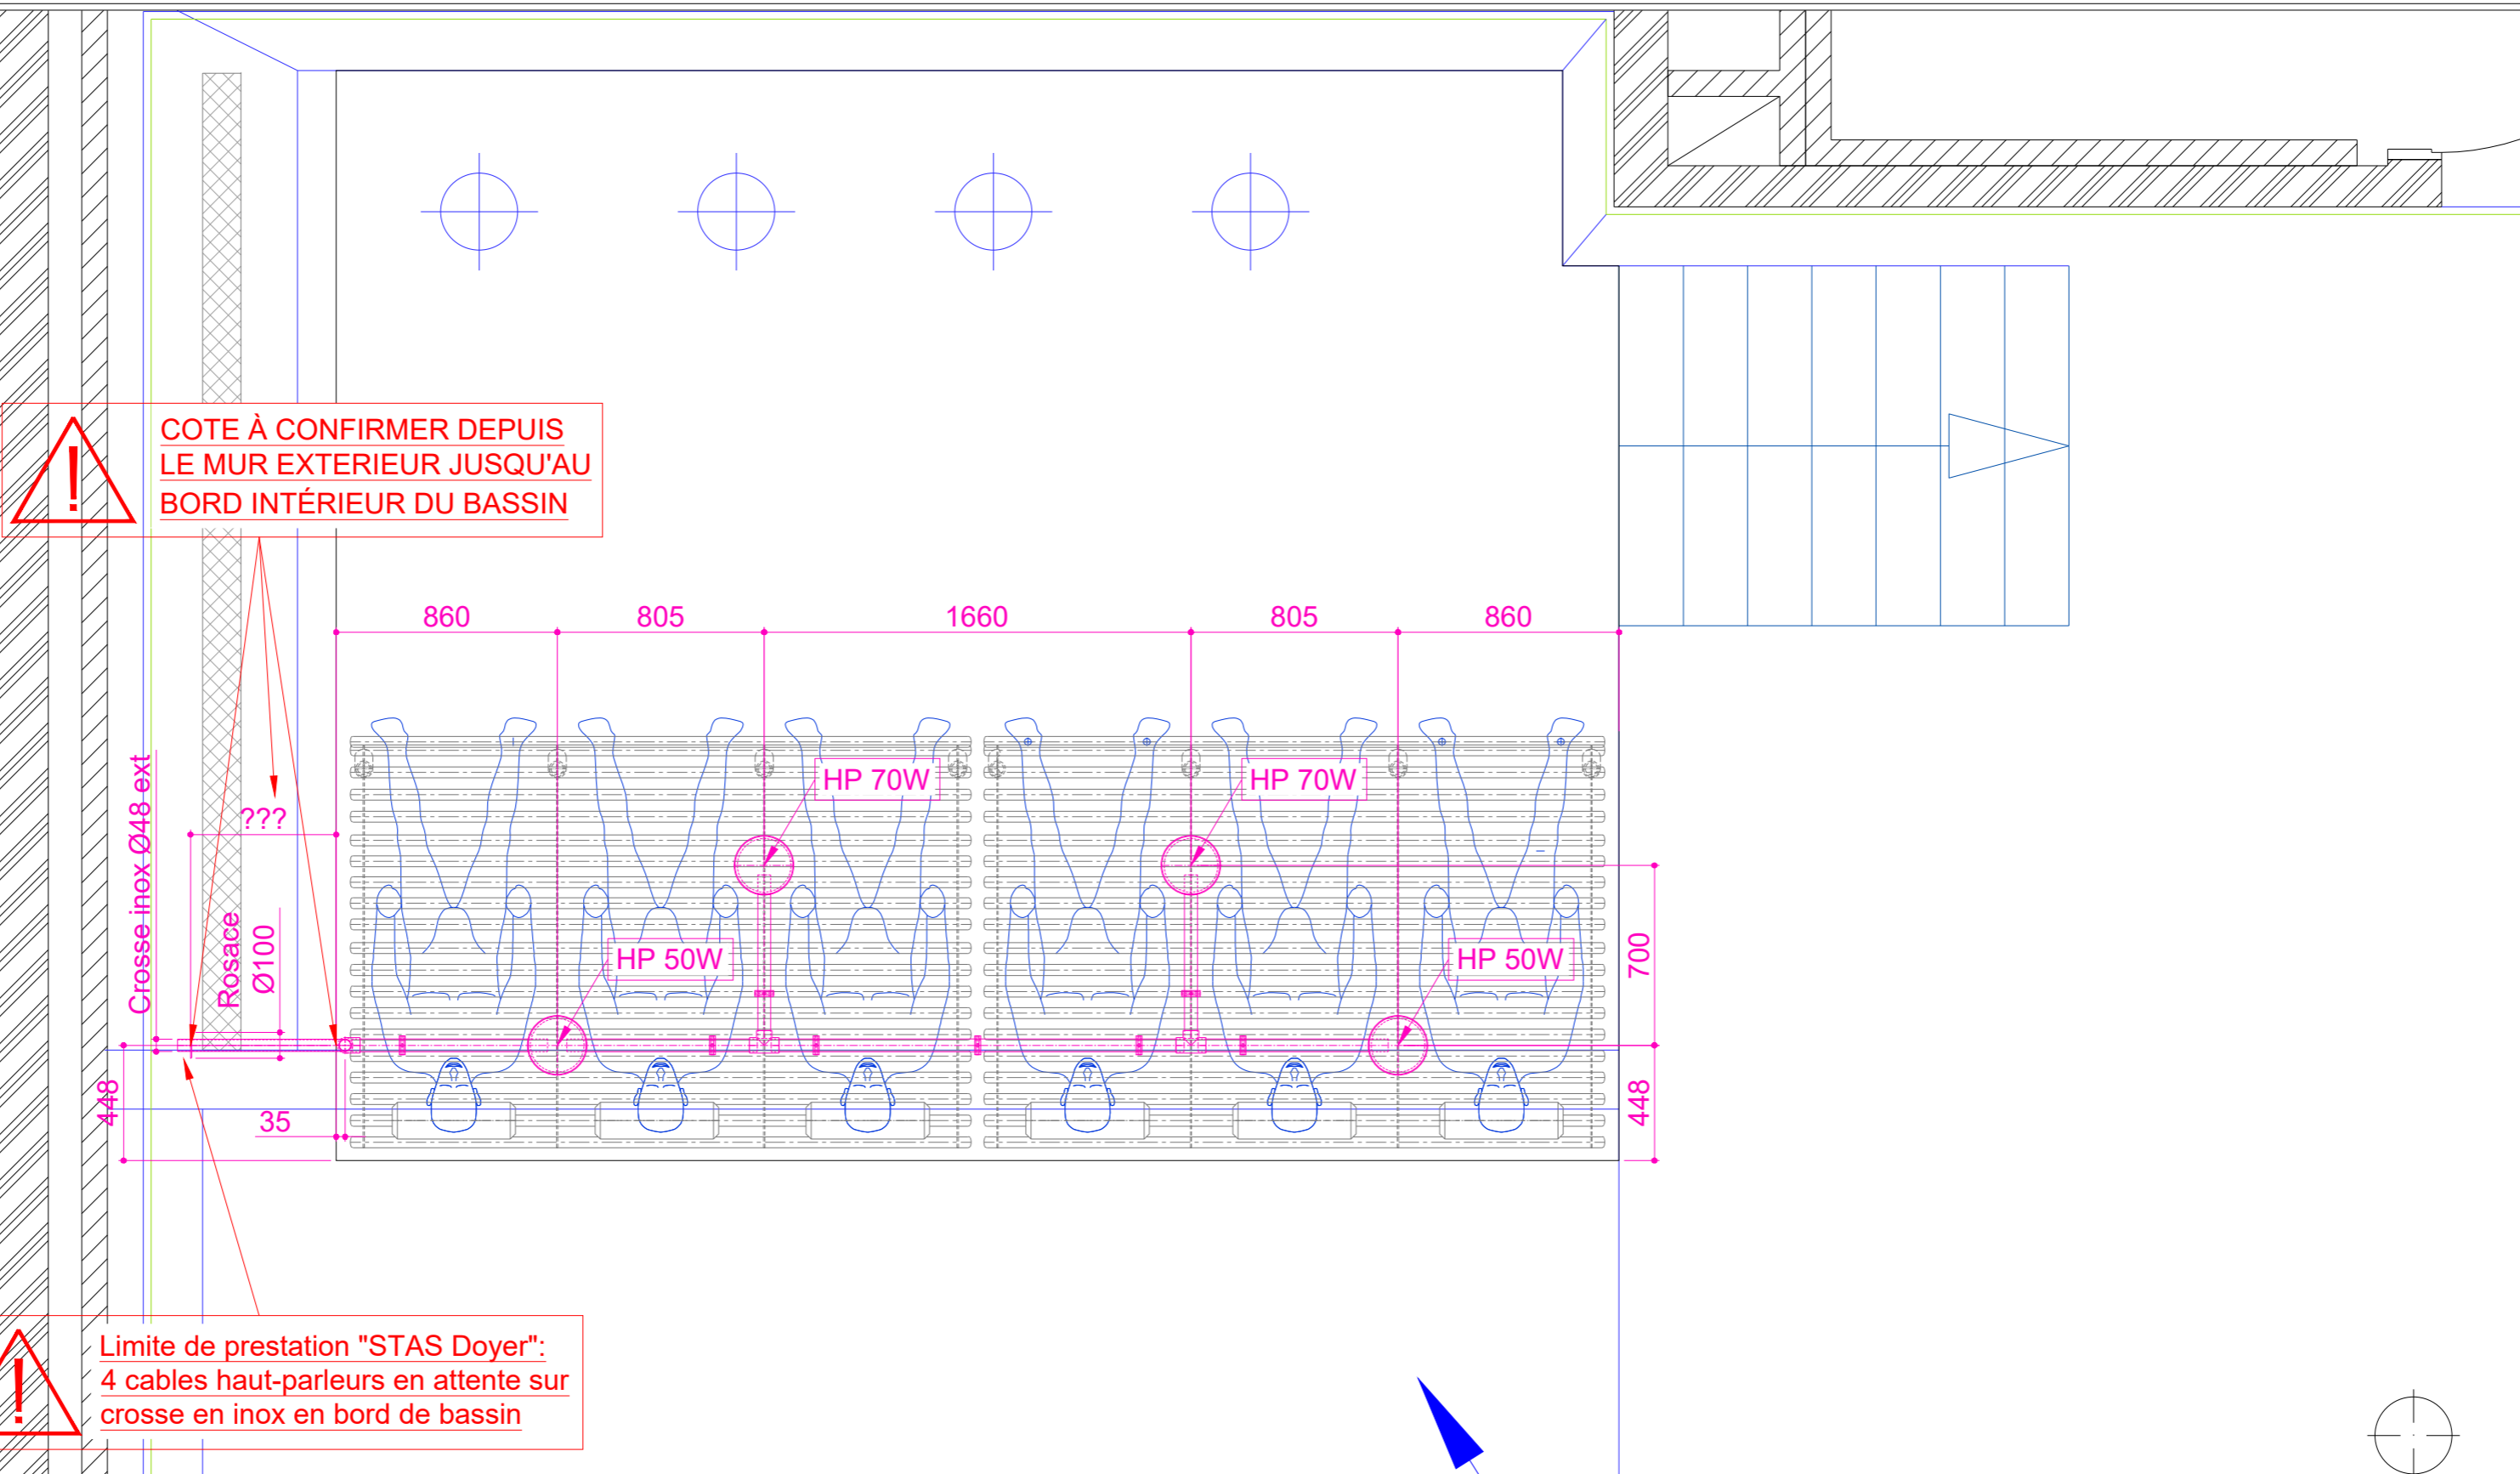 COTE À CONFIRMER DEPUIS
LE MUR EXTERIEUR JUSQU'AU
BORD INTÉRIEUR DU BASSIN
860
805
1660
805
860
Crosse inox Ø48 ext
???
Rosace
Ø100
HP 70W
HP 70W
HP 50W
HP 50W
700
448
448
35
Limite de prestation "STAS Doyer":
4 cables haut-parleurs en attente sur
crosse en inox en bord de bassin